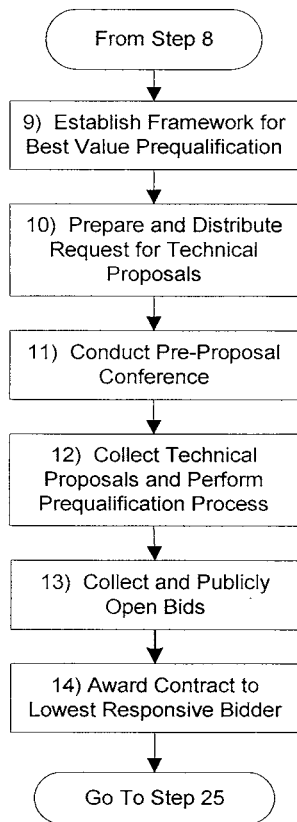 From Step 8
9) Establish Framework for
Best Value Prequalification
10) Prepare and Distribute
Request for Technical
Proposals
11) Conduct Pre-Proposal
Conference
12) Collect Technical
Proposals and Perform
Prequalification Process
13) Collect and Publicly
Open Bids
14) Award Contract to
Lowest Responsive Bidder
Go To Step 25